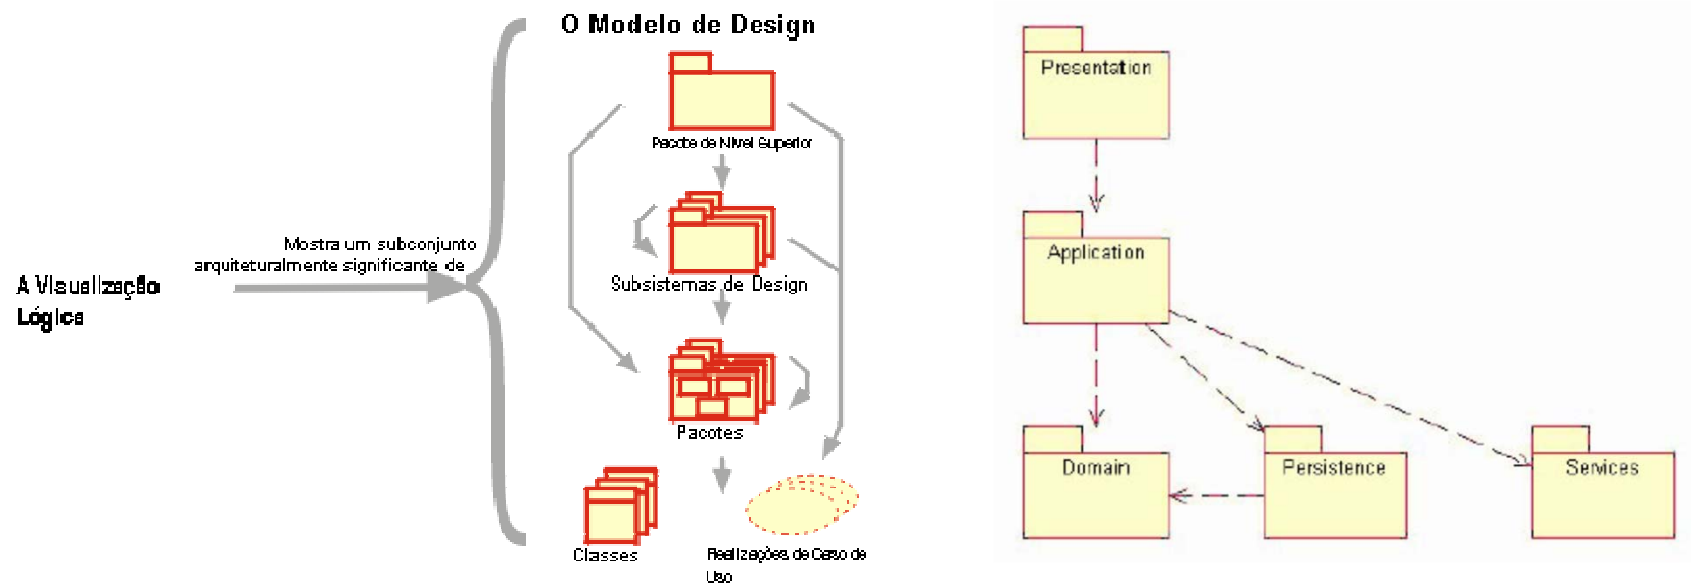 O Modelo de Design
Pacote de Nível Superior
Mostra um subconjunto
arquiteturalmente significante de
A Visualização
Lógica
Subsistemas de Design
Pacotes
Classes
Realizações de Caso de
Uso
Presentation
Application
Domain
Persistence
Services